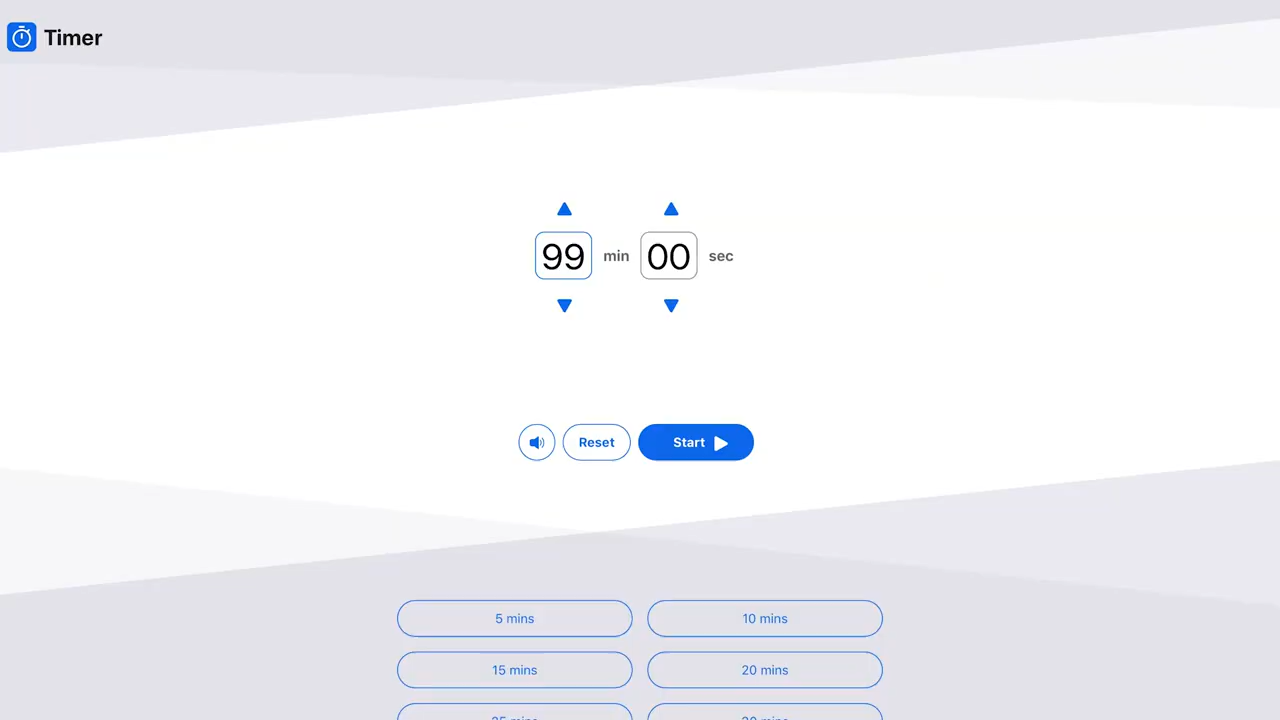 Timer
99 min 00 sec
Reset
Start
5 mins
10 mins
15 mins
20 mins